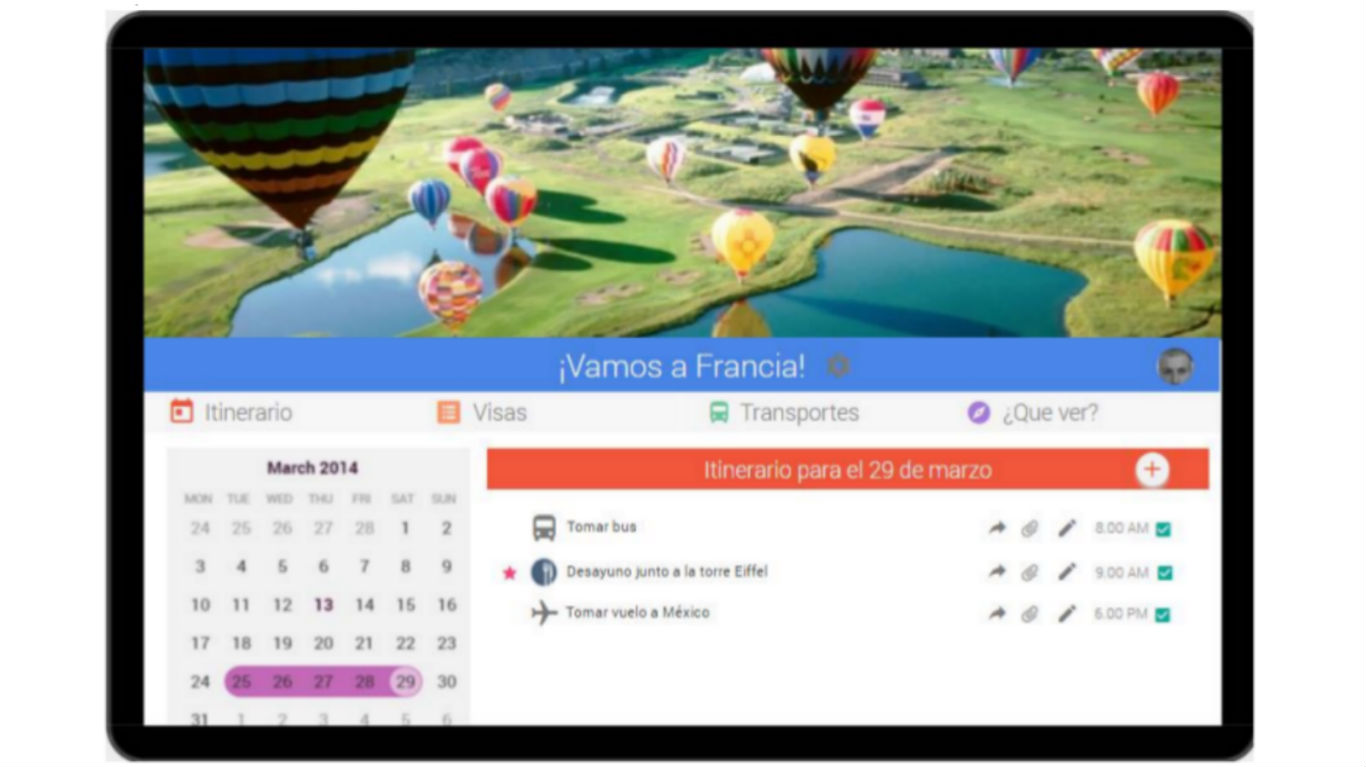 ¡Vamos a Francia!
Itinerario Visas Transportes ¿Que ver?
March 2014
MON TUE WED THU FRI SAT SUN
24 25 26 27 28 1 2
3 4 5 6 7 8 9
10 11 12 13 14 15 16
17 18 19 20 21 22 23
24 25 26 27 28 29 30
31 1 2 3 4 5 6
Itinerario para el 29 de marzo
+
Tomar bus 8.00 AM
Desayuno junto a la torre Eiffel 9.00 AM
Tomar vuelo a México 6.00 PM